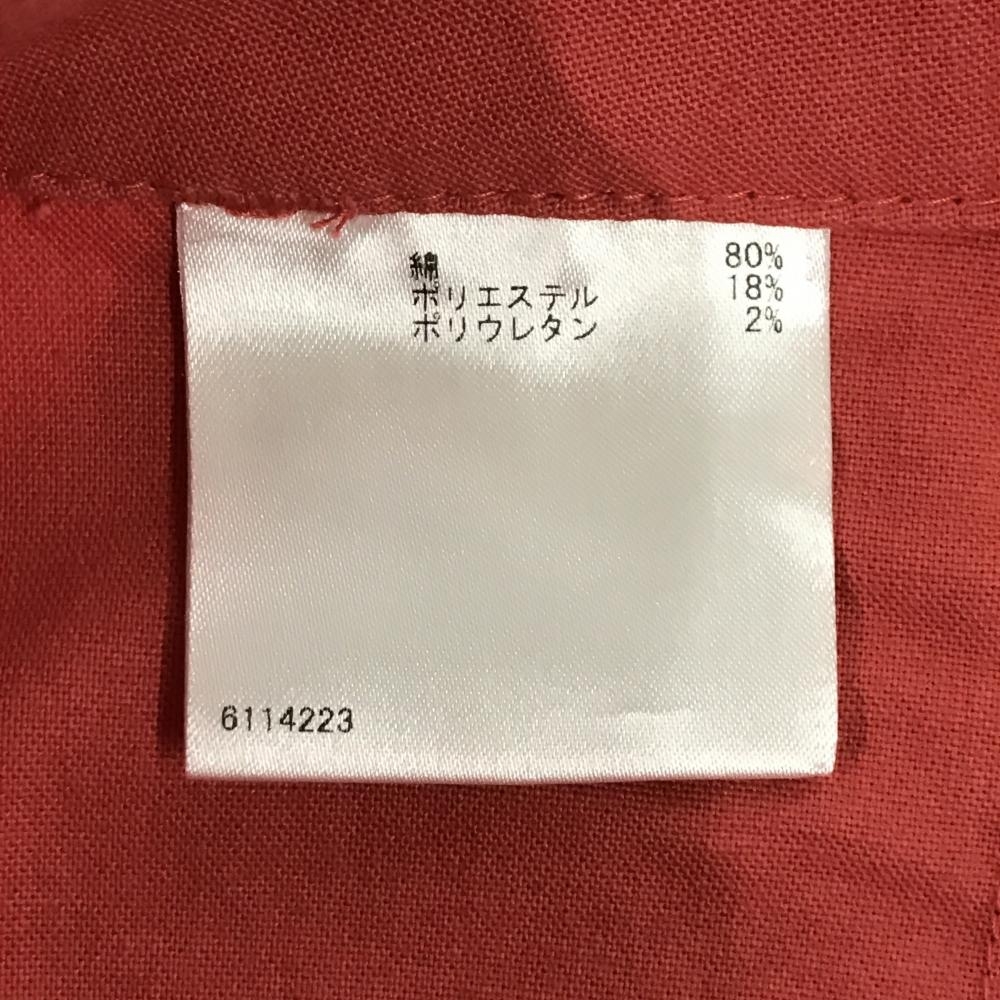 綿 80%
ポリエステル 18%
ポリウレタン 2%
6114223